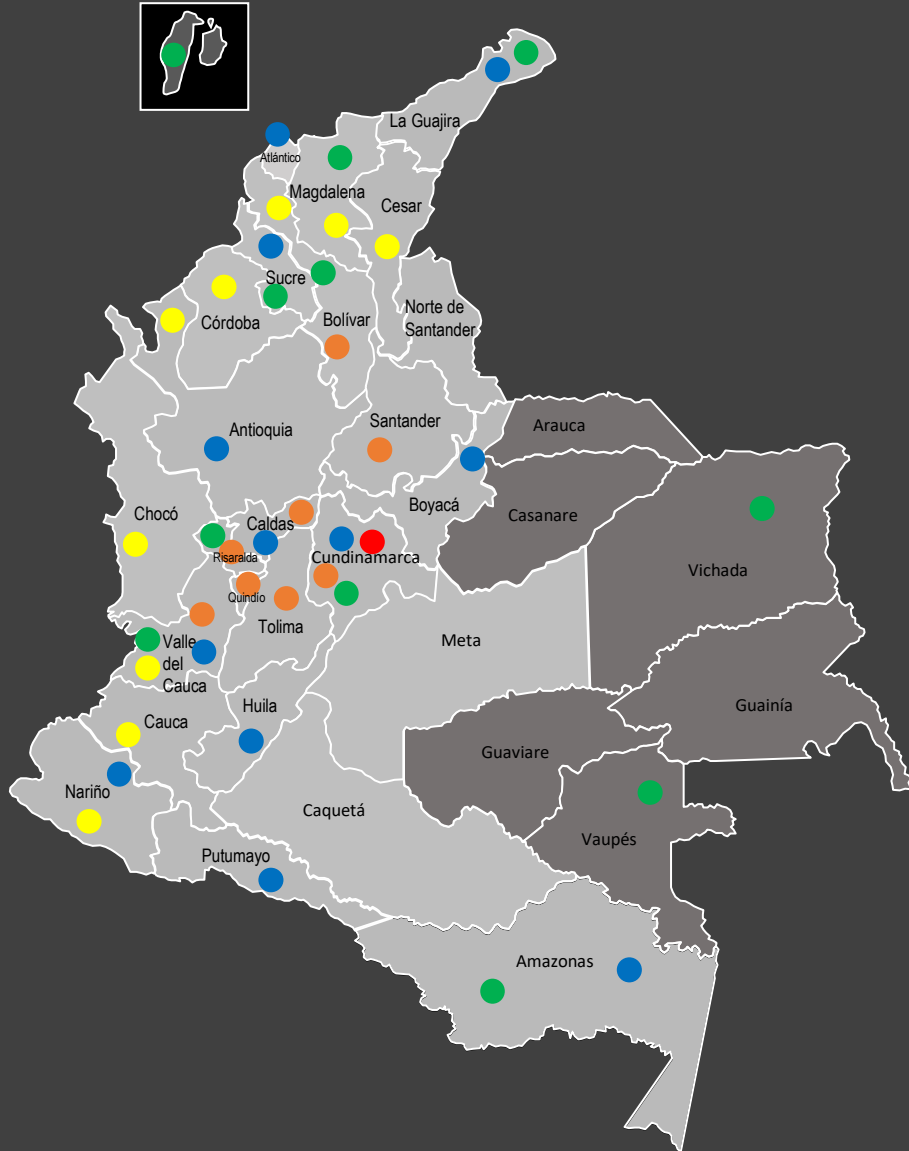 La Guajira
Atlántico
Magdalena
Cesar
Sucre
Norte de
Santander
Córdoba
Bolívar
Antioquia
Santander
Arauca
Boyacá
Casanare
Chocó
Caldas
Risaralda
Cundinamarca
Vichada
Quindío
Tolima
Valle
del
Cauca
Meta
Huila
Guainía
Cauca
Guaviare
Nariño
Caquetá
Vaupés
Putumayo
Amazonas